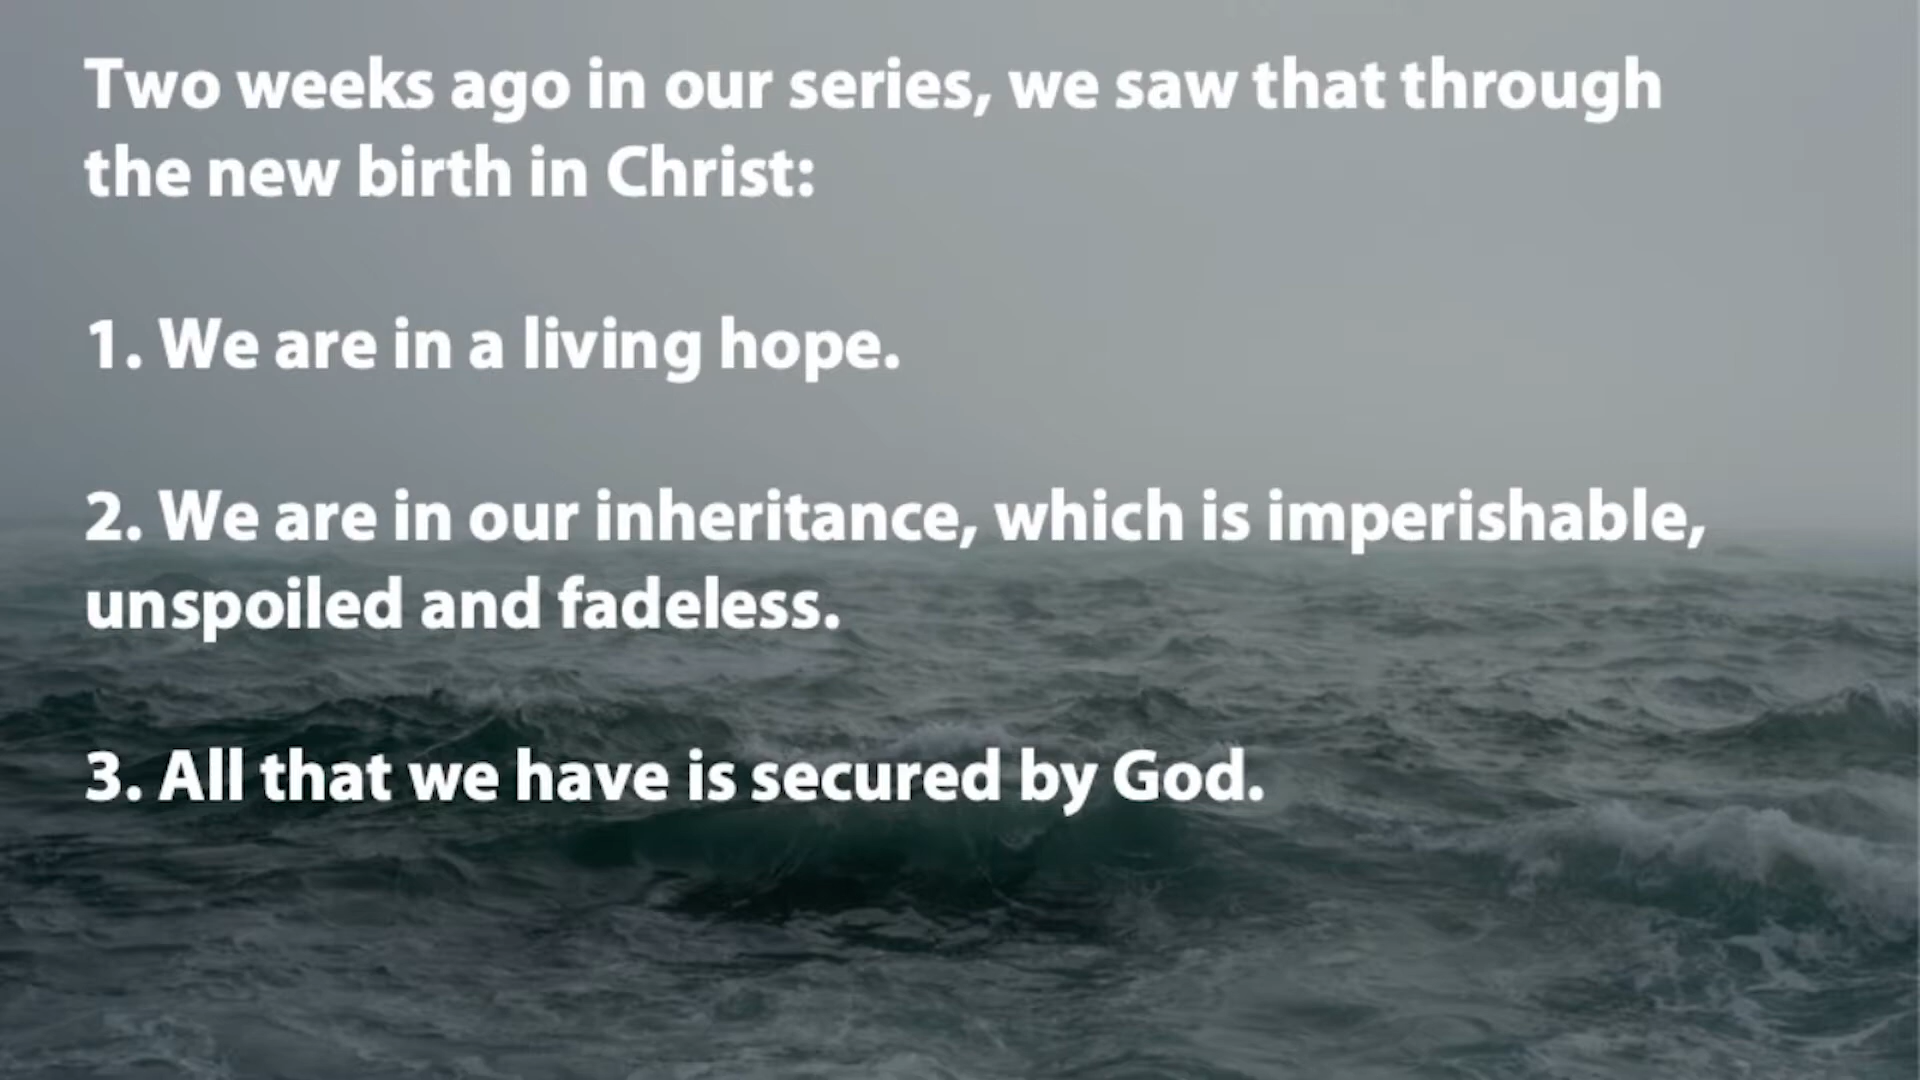 Two weeks ago in our series, we saw that through
the new birth in Christ:
1. We are in a living hope.
2. We are in our inheritance, which is imperishable,
unspoiled and fadeless.
3. All that we have is secured by God.